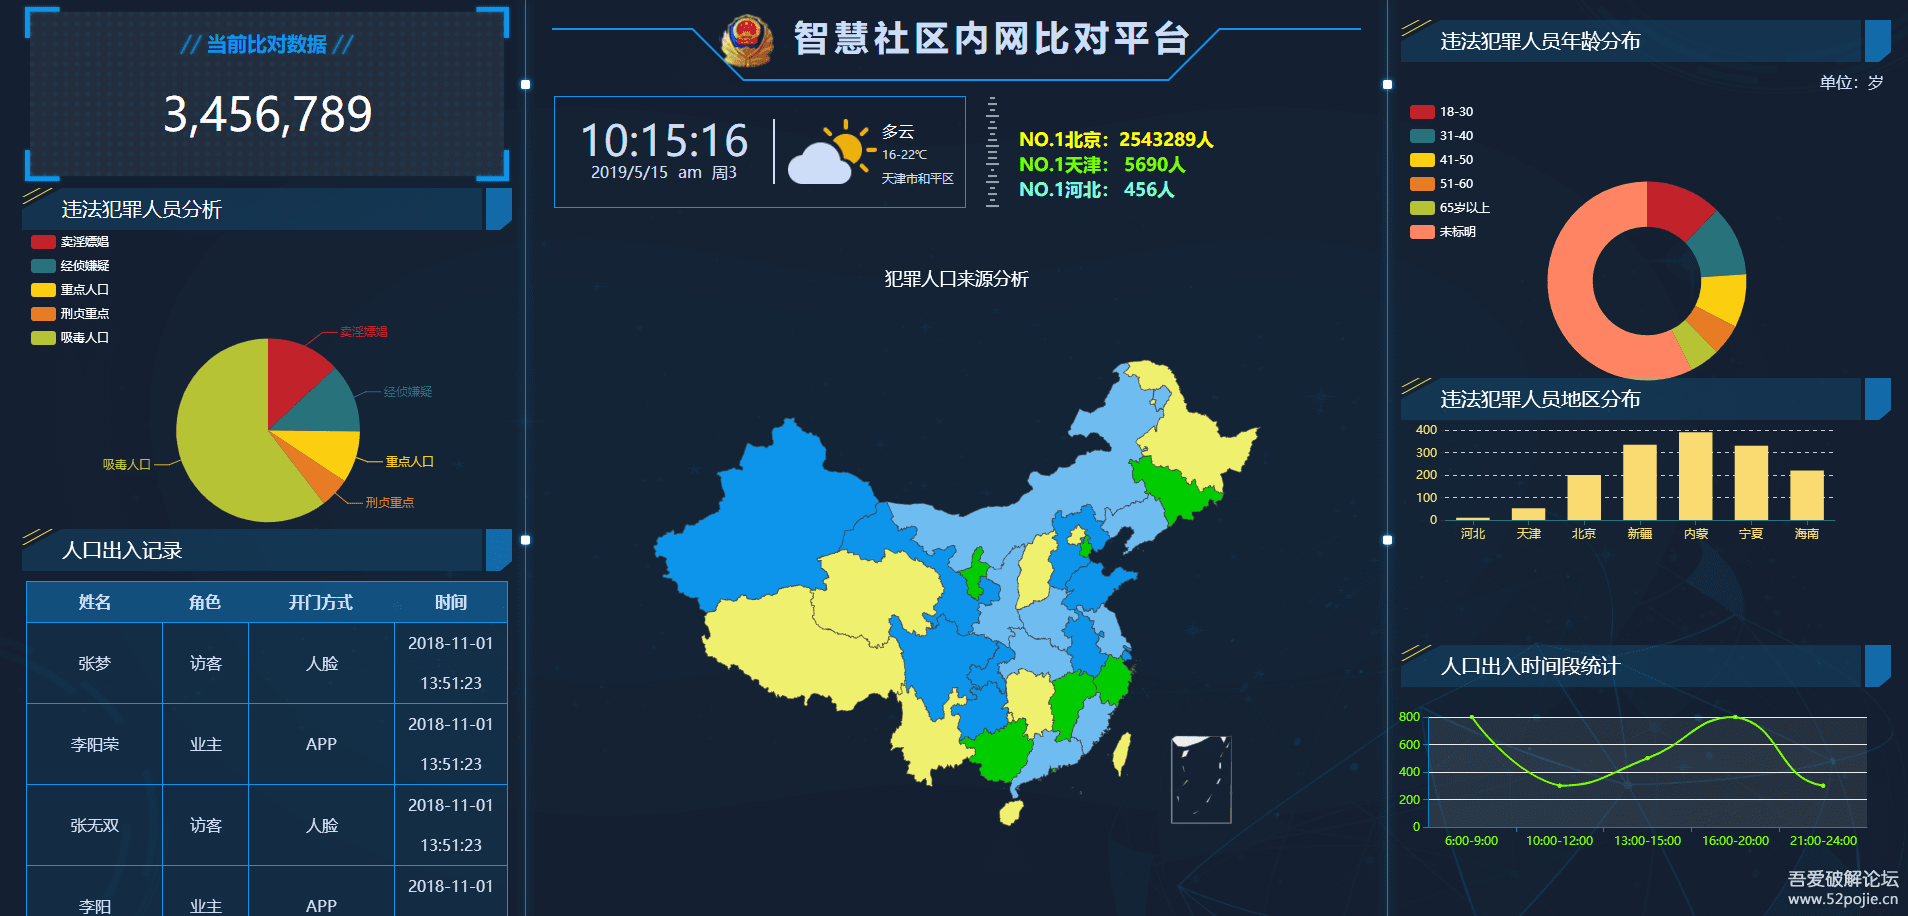 // 当前比对数据 //
3,456,789
违法犯罪人员分析
卖淫嫖娼
经侦嫌疑
重点人口
刑贞重点
吸毒人口
卖淫嫖娼
经侦嫌疑
重点人口
吸毒人口
刑贞重点
人口出入记录
姓名 角色 开门方式 时间
张梦 访客 人脸 2018-11-01
13:51:23
李阳荣 业主 APP 2018-11-01
13:51:23
张无双 访客 人脸 2018-11-01
13:51:23
李阳 业主 APP 2018-11-01
智慧社区内网比对平台
10:15:16
2019/5/15 am 周3
多云
16-22℃
天津市和平区
NO.1北京：2543289人
NO.1天津： 5690人
NO.1河北： 456人
犯罪人口来源分析
违法犯罪人员年龄分布
单位：岁
18-30
31-40
41-50
51-60
65岁以上
未标明
违法犯罪人员地区分布
400
300
200
100
0
河北 天津 北京 新疆 内蒙 宁夏 海南
人口出入时间段统计
800
600
400
200
0
6:00-9:00 10:00-12:00 13:00-15:00 16:00-20:00 21:00-24:00
吾爱破解论坛
www.52pojie.cn